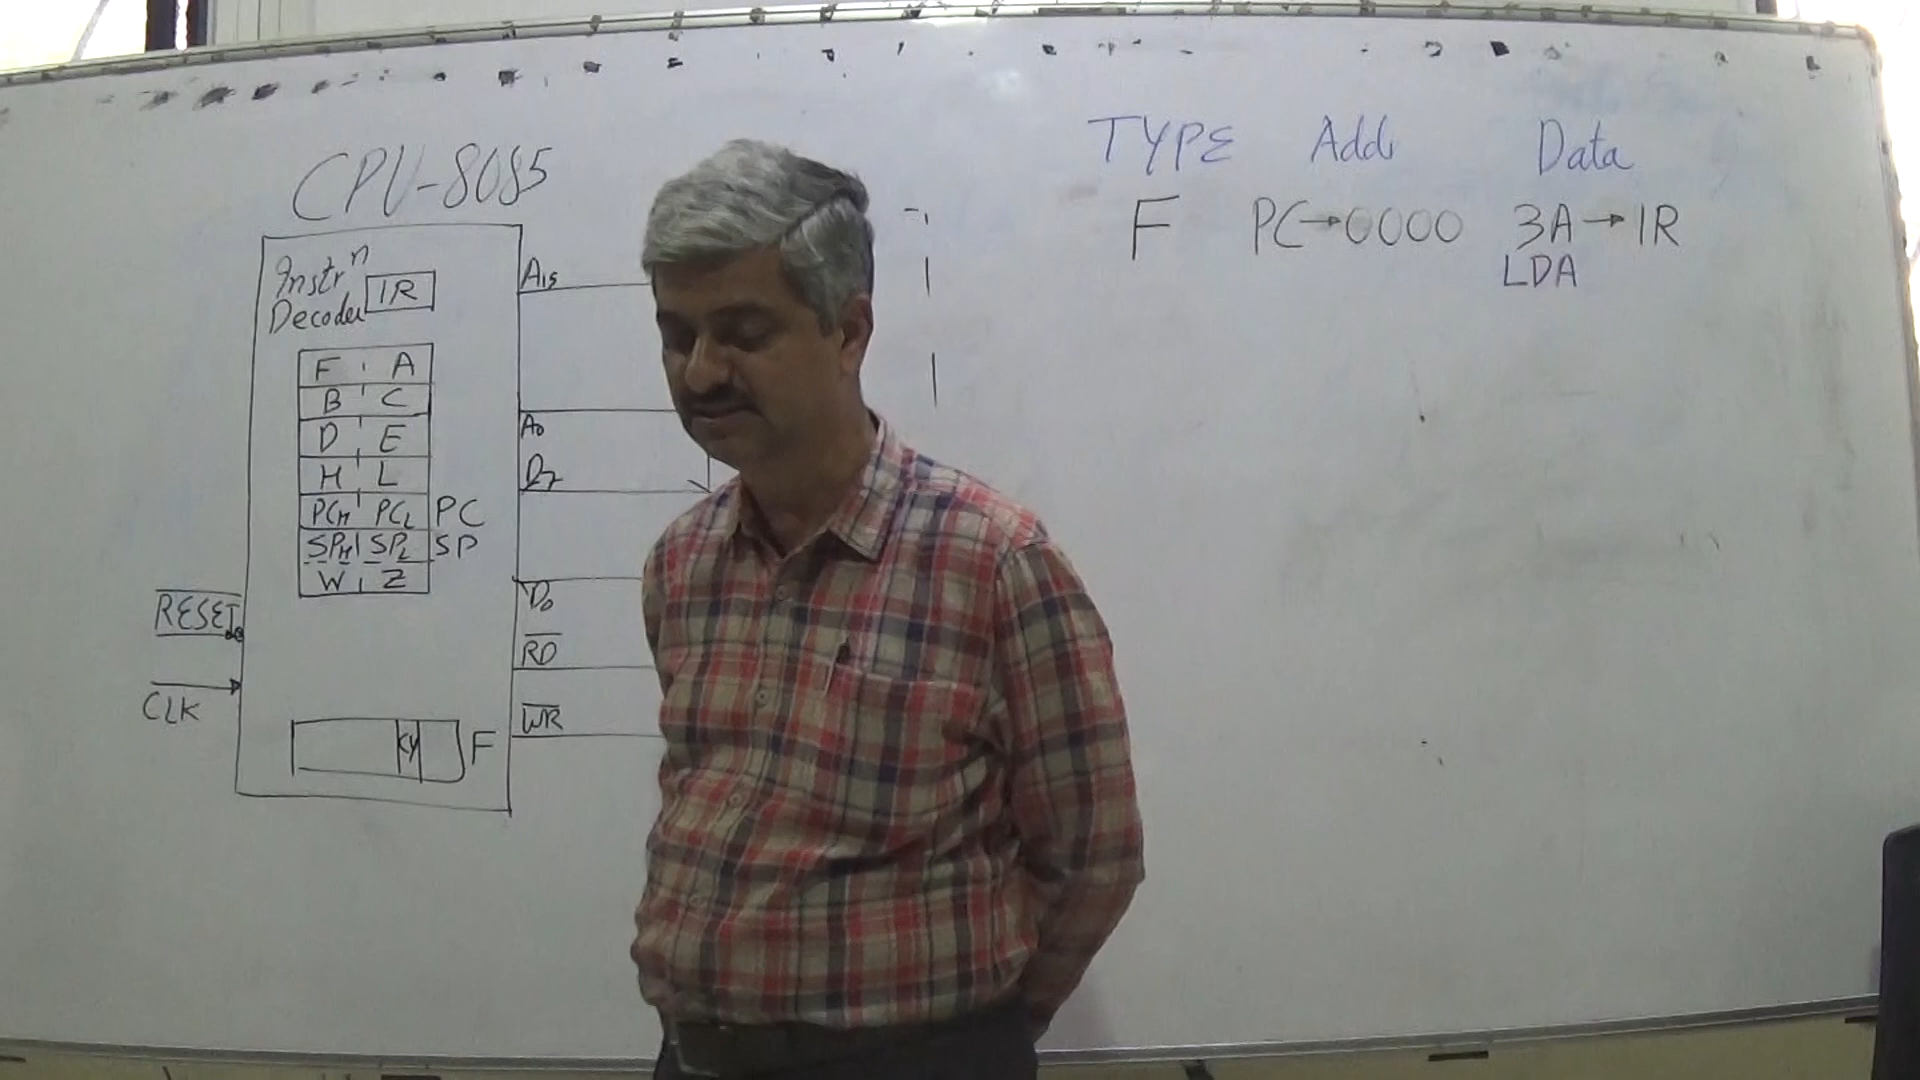 CPU-8085
Instrⁿ
Decoder IR
F A
B C
D E
H L
PCH PCL PC
SPH SPL SP
W Z
RESET
CLK
CY F
A15
A0
D7
D0
RD
WR
TYPE Add Data
F PC→0000 3A→IR
LDA